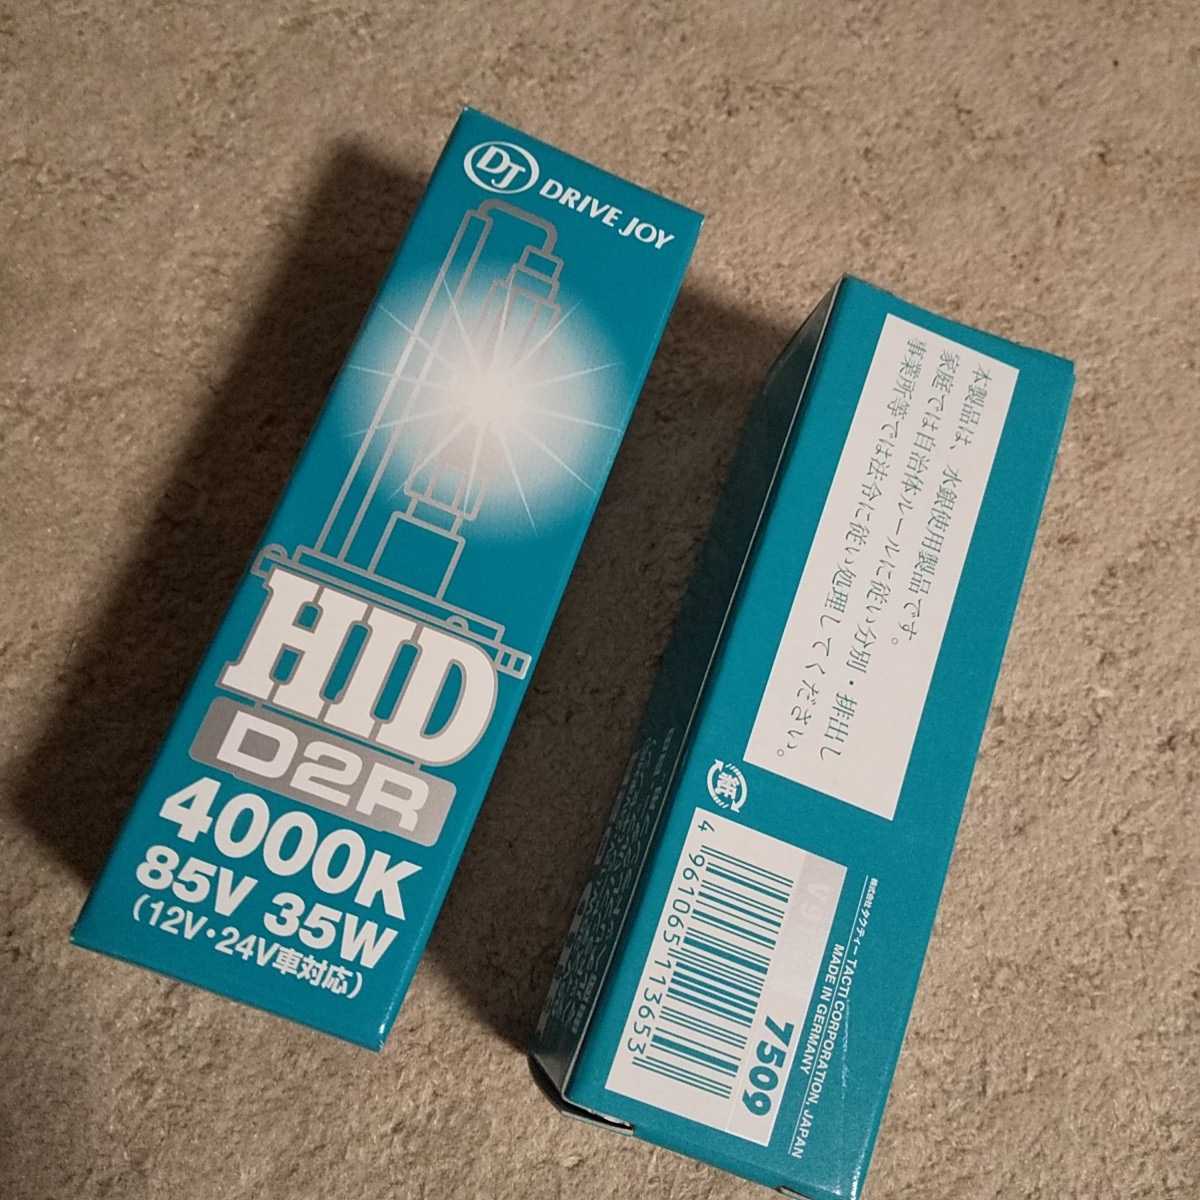 DJ DRIVE JOY
HID
D2R
4000K
85V 35W
(12V・24V車対応)
本製品は、水銀使用製品です。
家庭では自治体ルールに従い分別・排出し
事業所等では法令に従い処理してください。
紙
4 961065 113653
7509
株式会社タクティー TACTI CORPORATION, JAPAN
MADE IN GERMANY